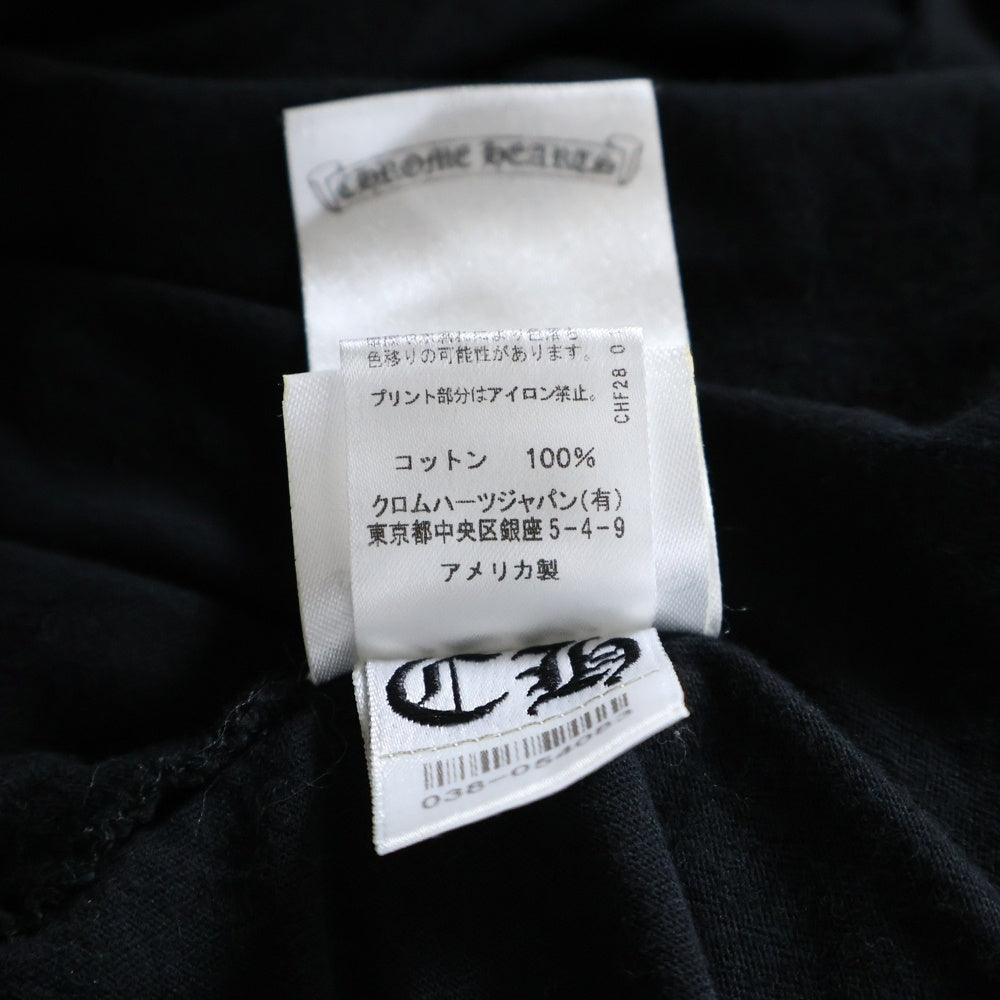 CHROME HEARTS
色移りの可能性があります。
プリント部分はアイロン禁止。
CHF28 0
コットン 100%
クロムハーツジャパン(有)
東京都中央区銀座5-4-9
アメリカ製
038-054083